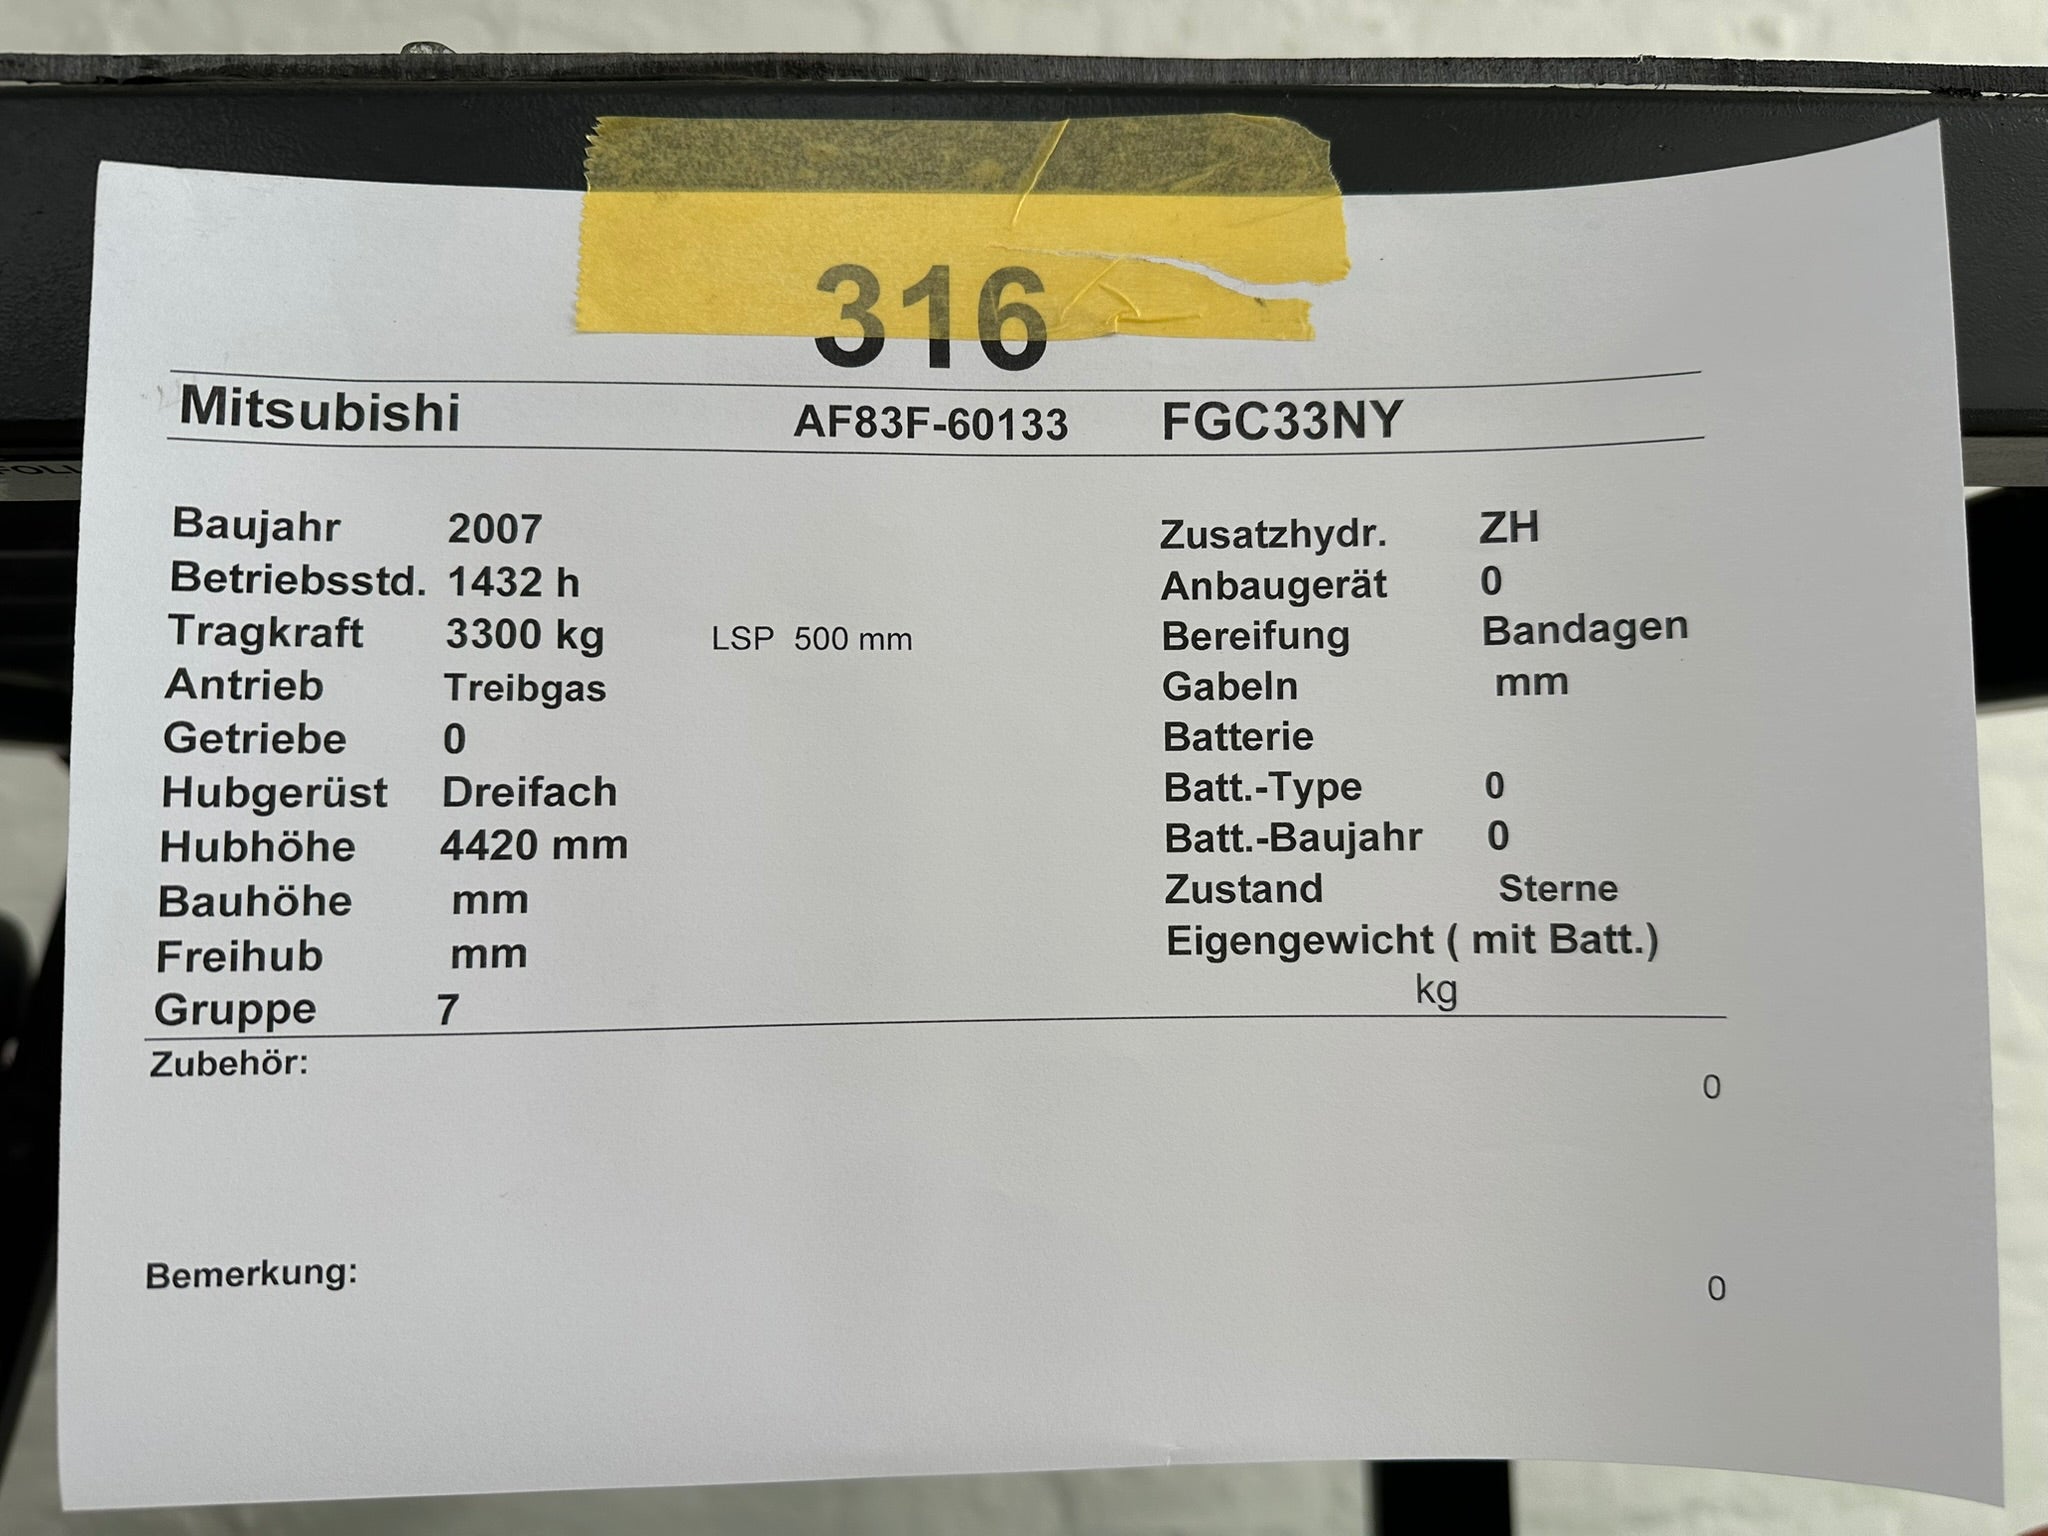 316
Mitsubishi AF83F-60133 FGC33NY
Baujahr 2007 Zusatzhydr. ZH
Betriebsstd. 1432 h Anbaugerät 0
Tragkraft 3300 kg LSP 500 mm Bereifung Bandagen
Antrieb Treibgas Gabeln mm
Getriebe 0 Batterie
Hubgerüst Dreifach Batt.-Type 0
Hubhöhe 4420 mm Batt.-Baujahr 0
Bauhöhe mm Zustand Sterne
Freihub mm Eigengewicht ( mit Batt.)
Gruppe 7 kg
Zubehör: 0
Bemerkung: 0